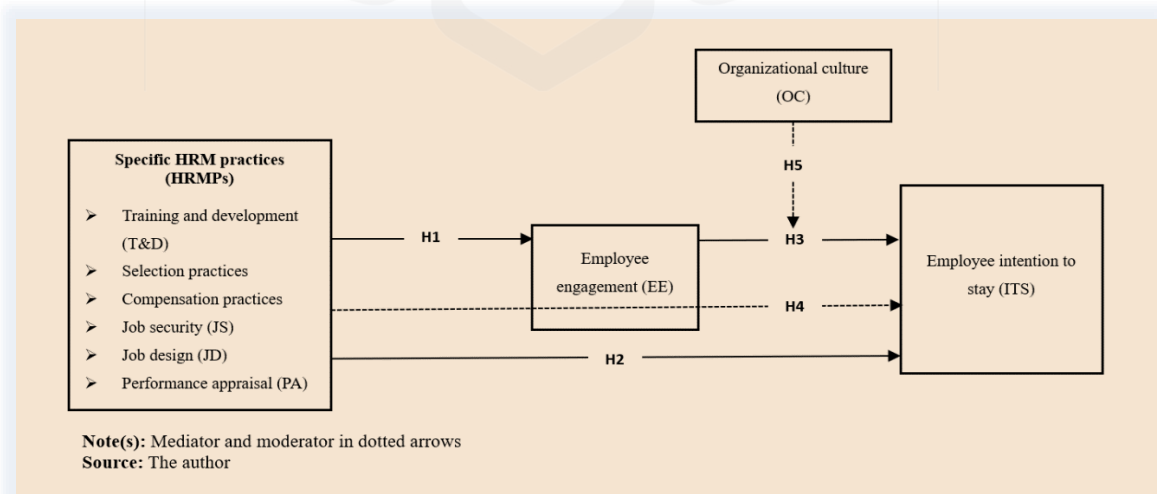 Organizational culture
(OC)
H5
Specific HRM practices
(HRMPs)
➢ Training and development
(T&D)
➢ Selection practices
➢ Compensation practices
➢ Job security (JS)
➢ Job design (JD)
➢ Performance appraisal (PA)
H1
Employee
engagement (EE)
H3
H4
H2
Employee intention to
stay (ITS)
Note(s): Mediator and moderator in dotted arrows
Source: The author